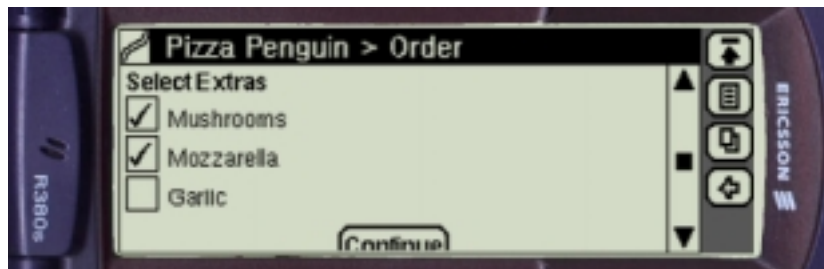 Pizza Penguin > Order
Select Extras
Mushrooms
Mozzarella
Garlic
Continue
ERICSSON
R380s